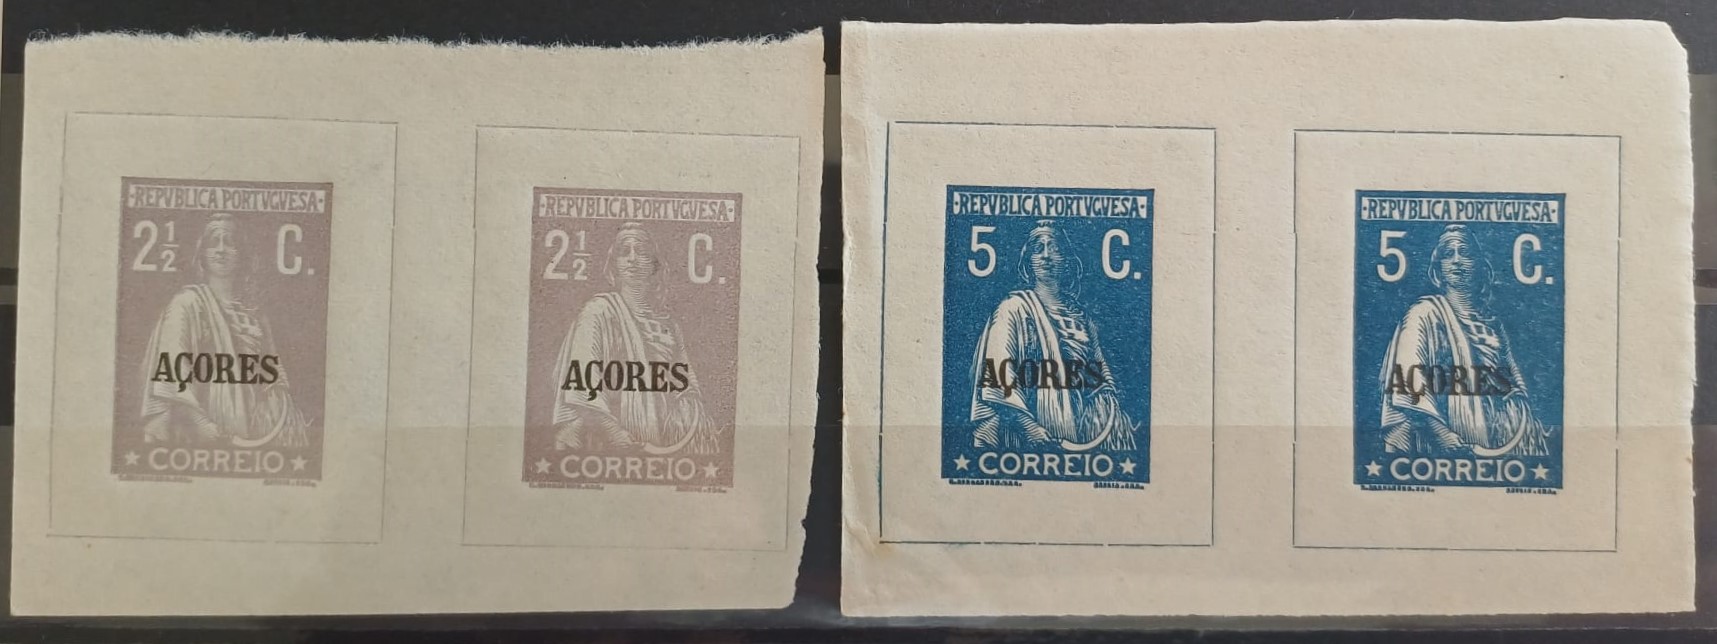 ·REPVBLICA PORTVGVESA·
2½ C.
AÇORES
CORREIO
·REPVBLICA PORTVGVESA·
2½ C.
AÇORES
CORREIO
·REPVBLICA PORTVGVESA·
5 C.
AÇORES
CORREIO
·REPVBLICA PORTVGVESA·
5 C.
AÇORES
CORREIO